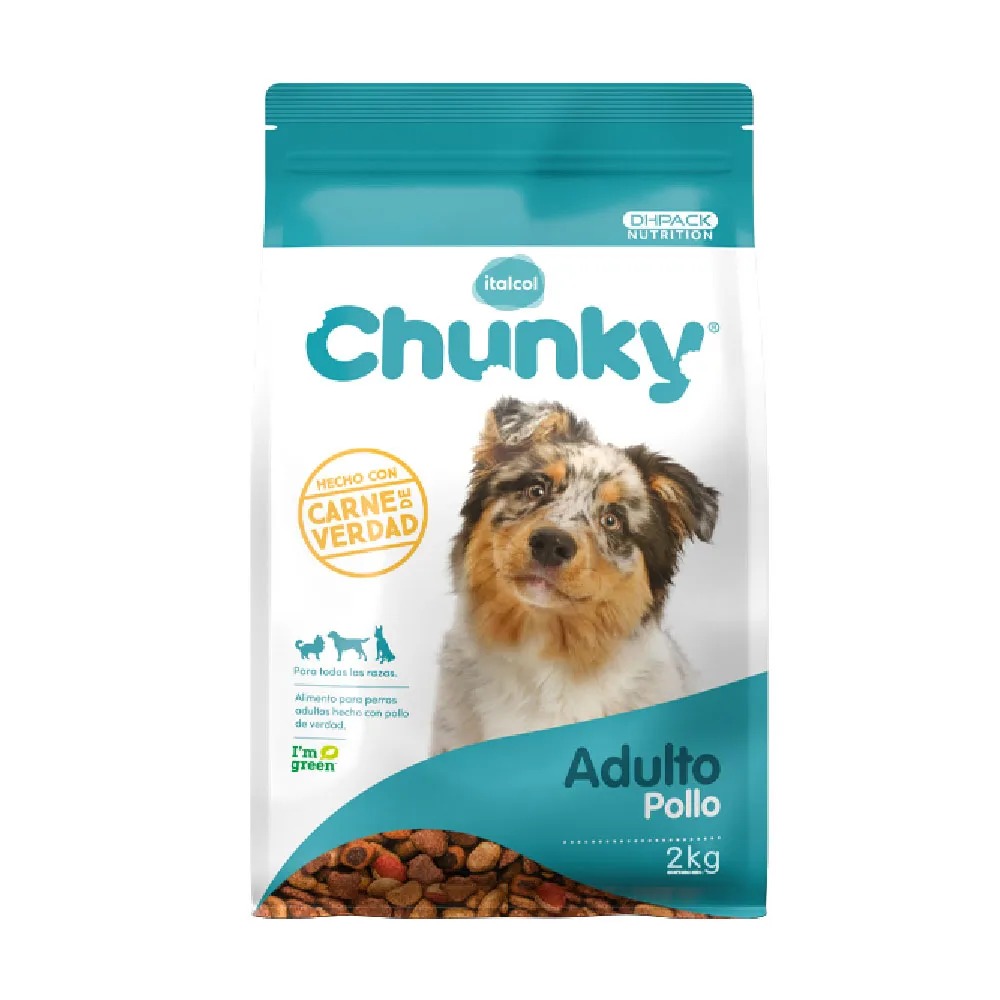 DHPACK
NUTRITION
italcol
Chunky®
HECHO CON
CARNE DE
VERDAD
Para todas las razas.
Alimento para perros
adultos hecho con pollo
de verdad.
I'm
green
Adulto
Pollo
2kg